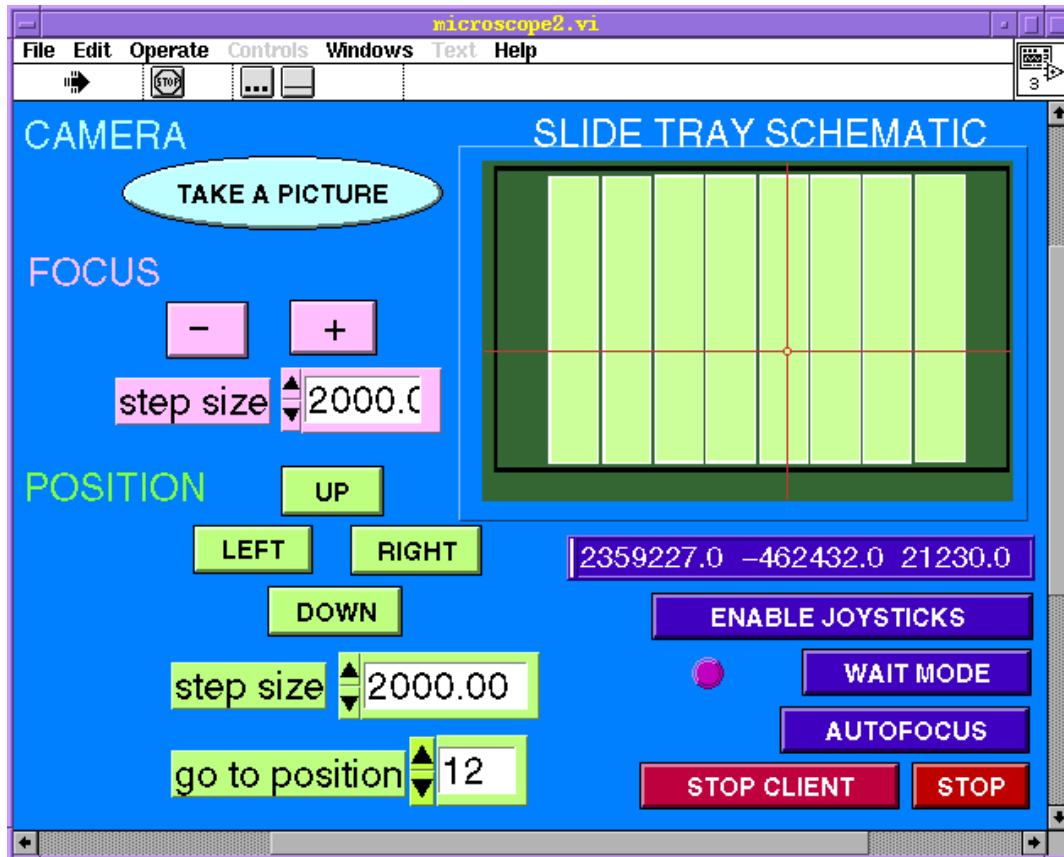 microscope2.vi
File Edit Operate Controls Windows Text Help
STOP
3
CAMERA
TAKE A PICTURE
SLIDE TRAY SCHEMATIC
FOCUS
− +
step size 2000.0
POSITION
UP
LEFT RIGHT
DOWN
step size 2000.00
go to position 12
2359227.0 −462432.0 21230.0
ENABLE JOYSTICKS
WAIT MODE
AUTOFOCUS
STOP CLIENT STOP